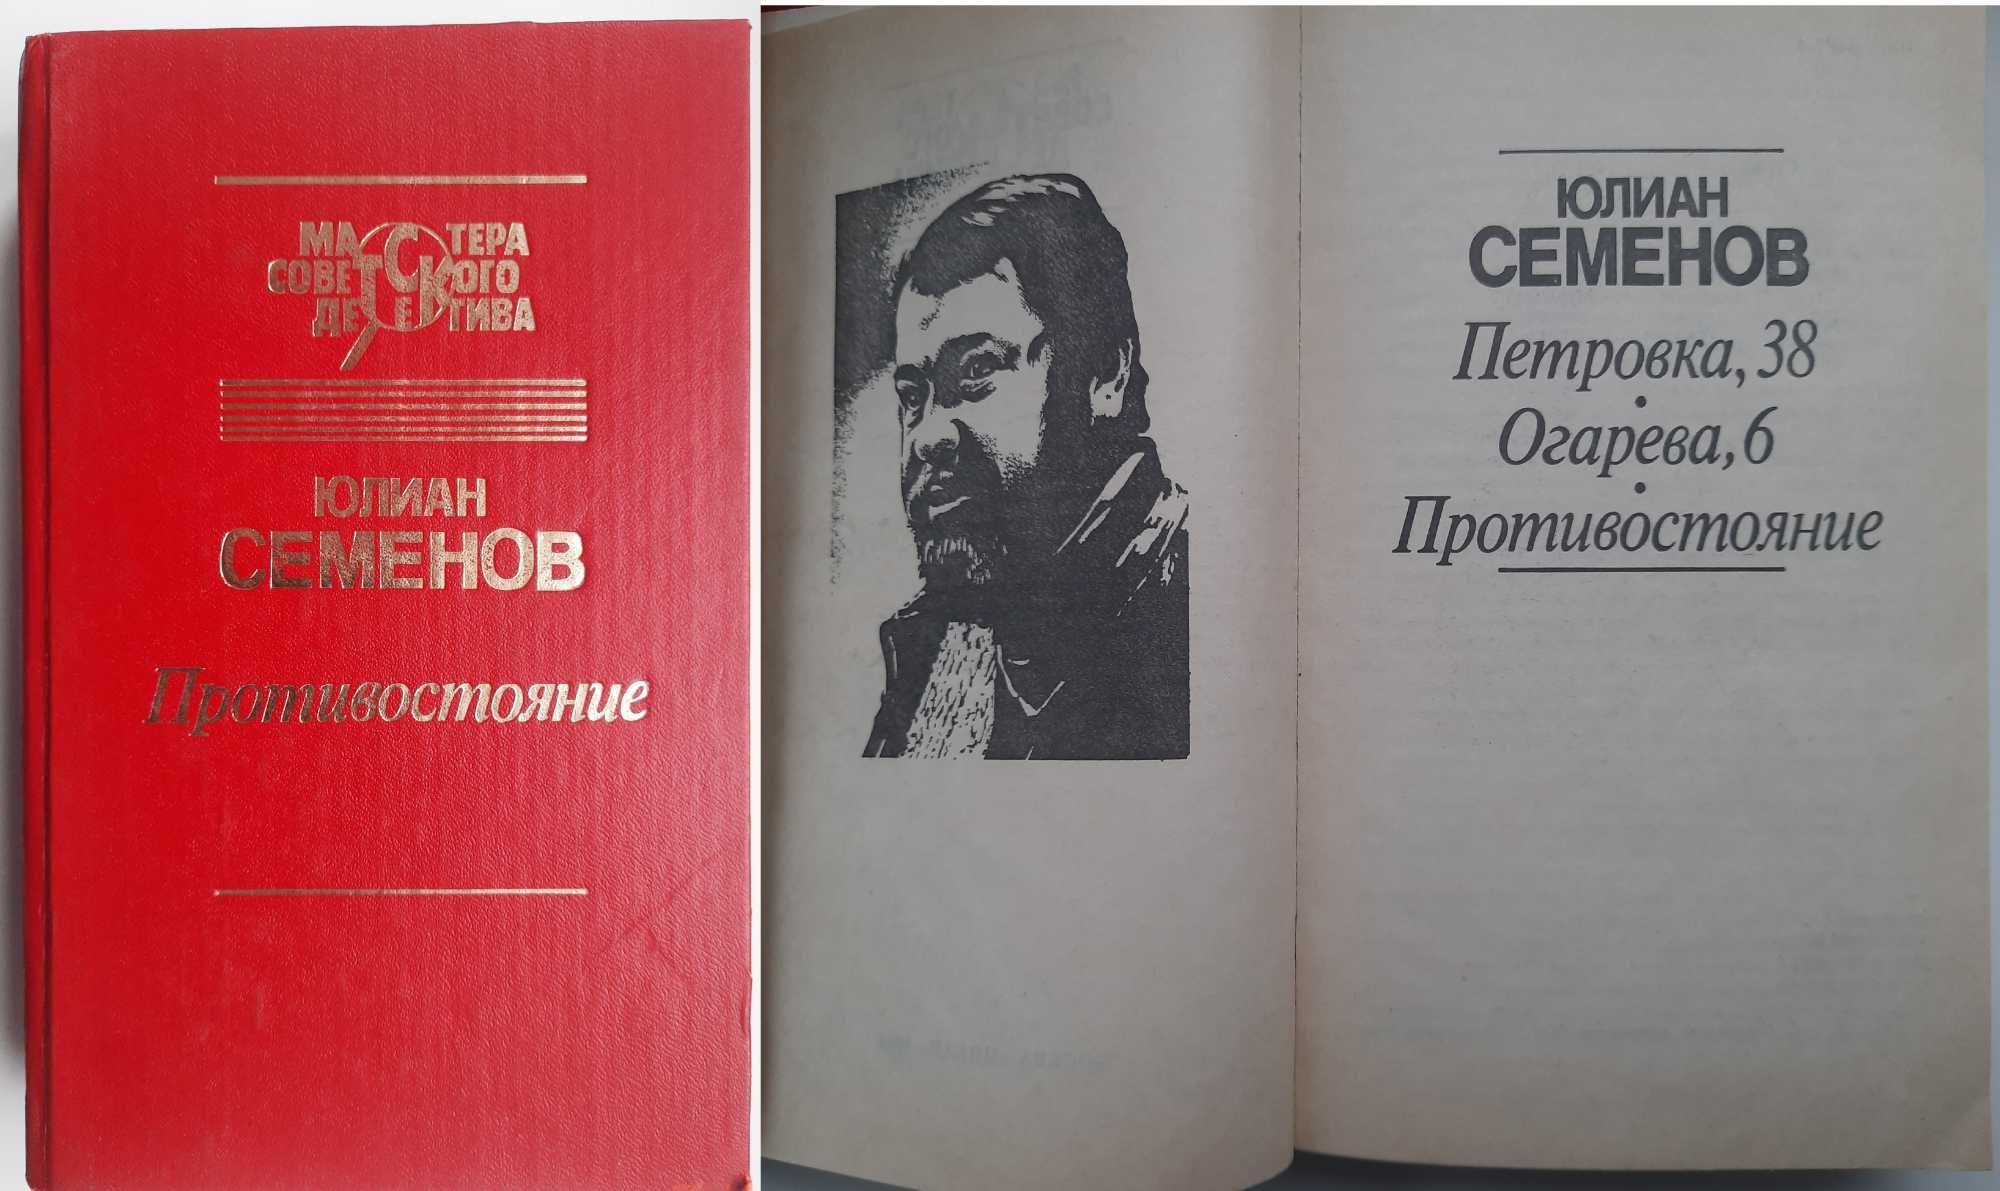 МАСТЕРА
СОВЕТСКОГО
ДЕТЕКТИВА
ЮЛИАН
СЕМЕНОВ
Противостояние
ЮЛИАН
СЕМЕНОВ
Петровка, 38
•
Огарева, 6
•
Противостояние